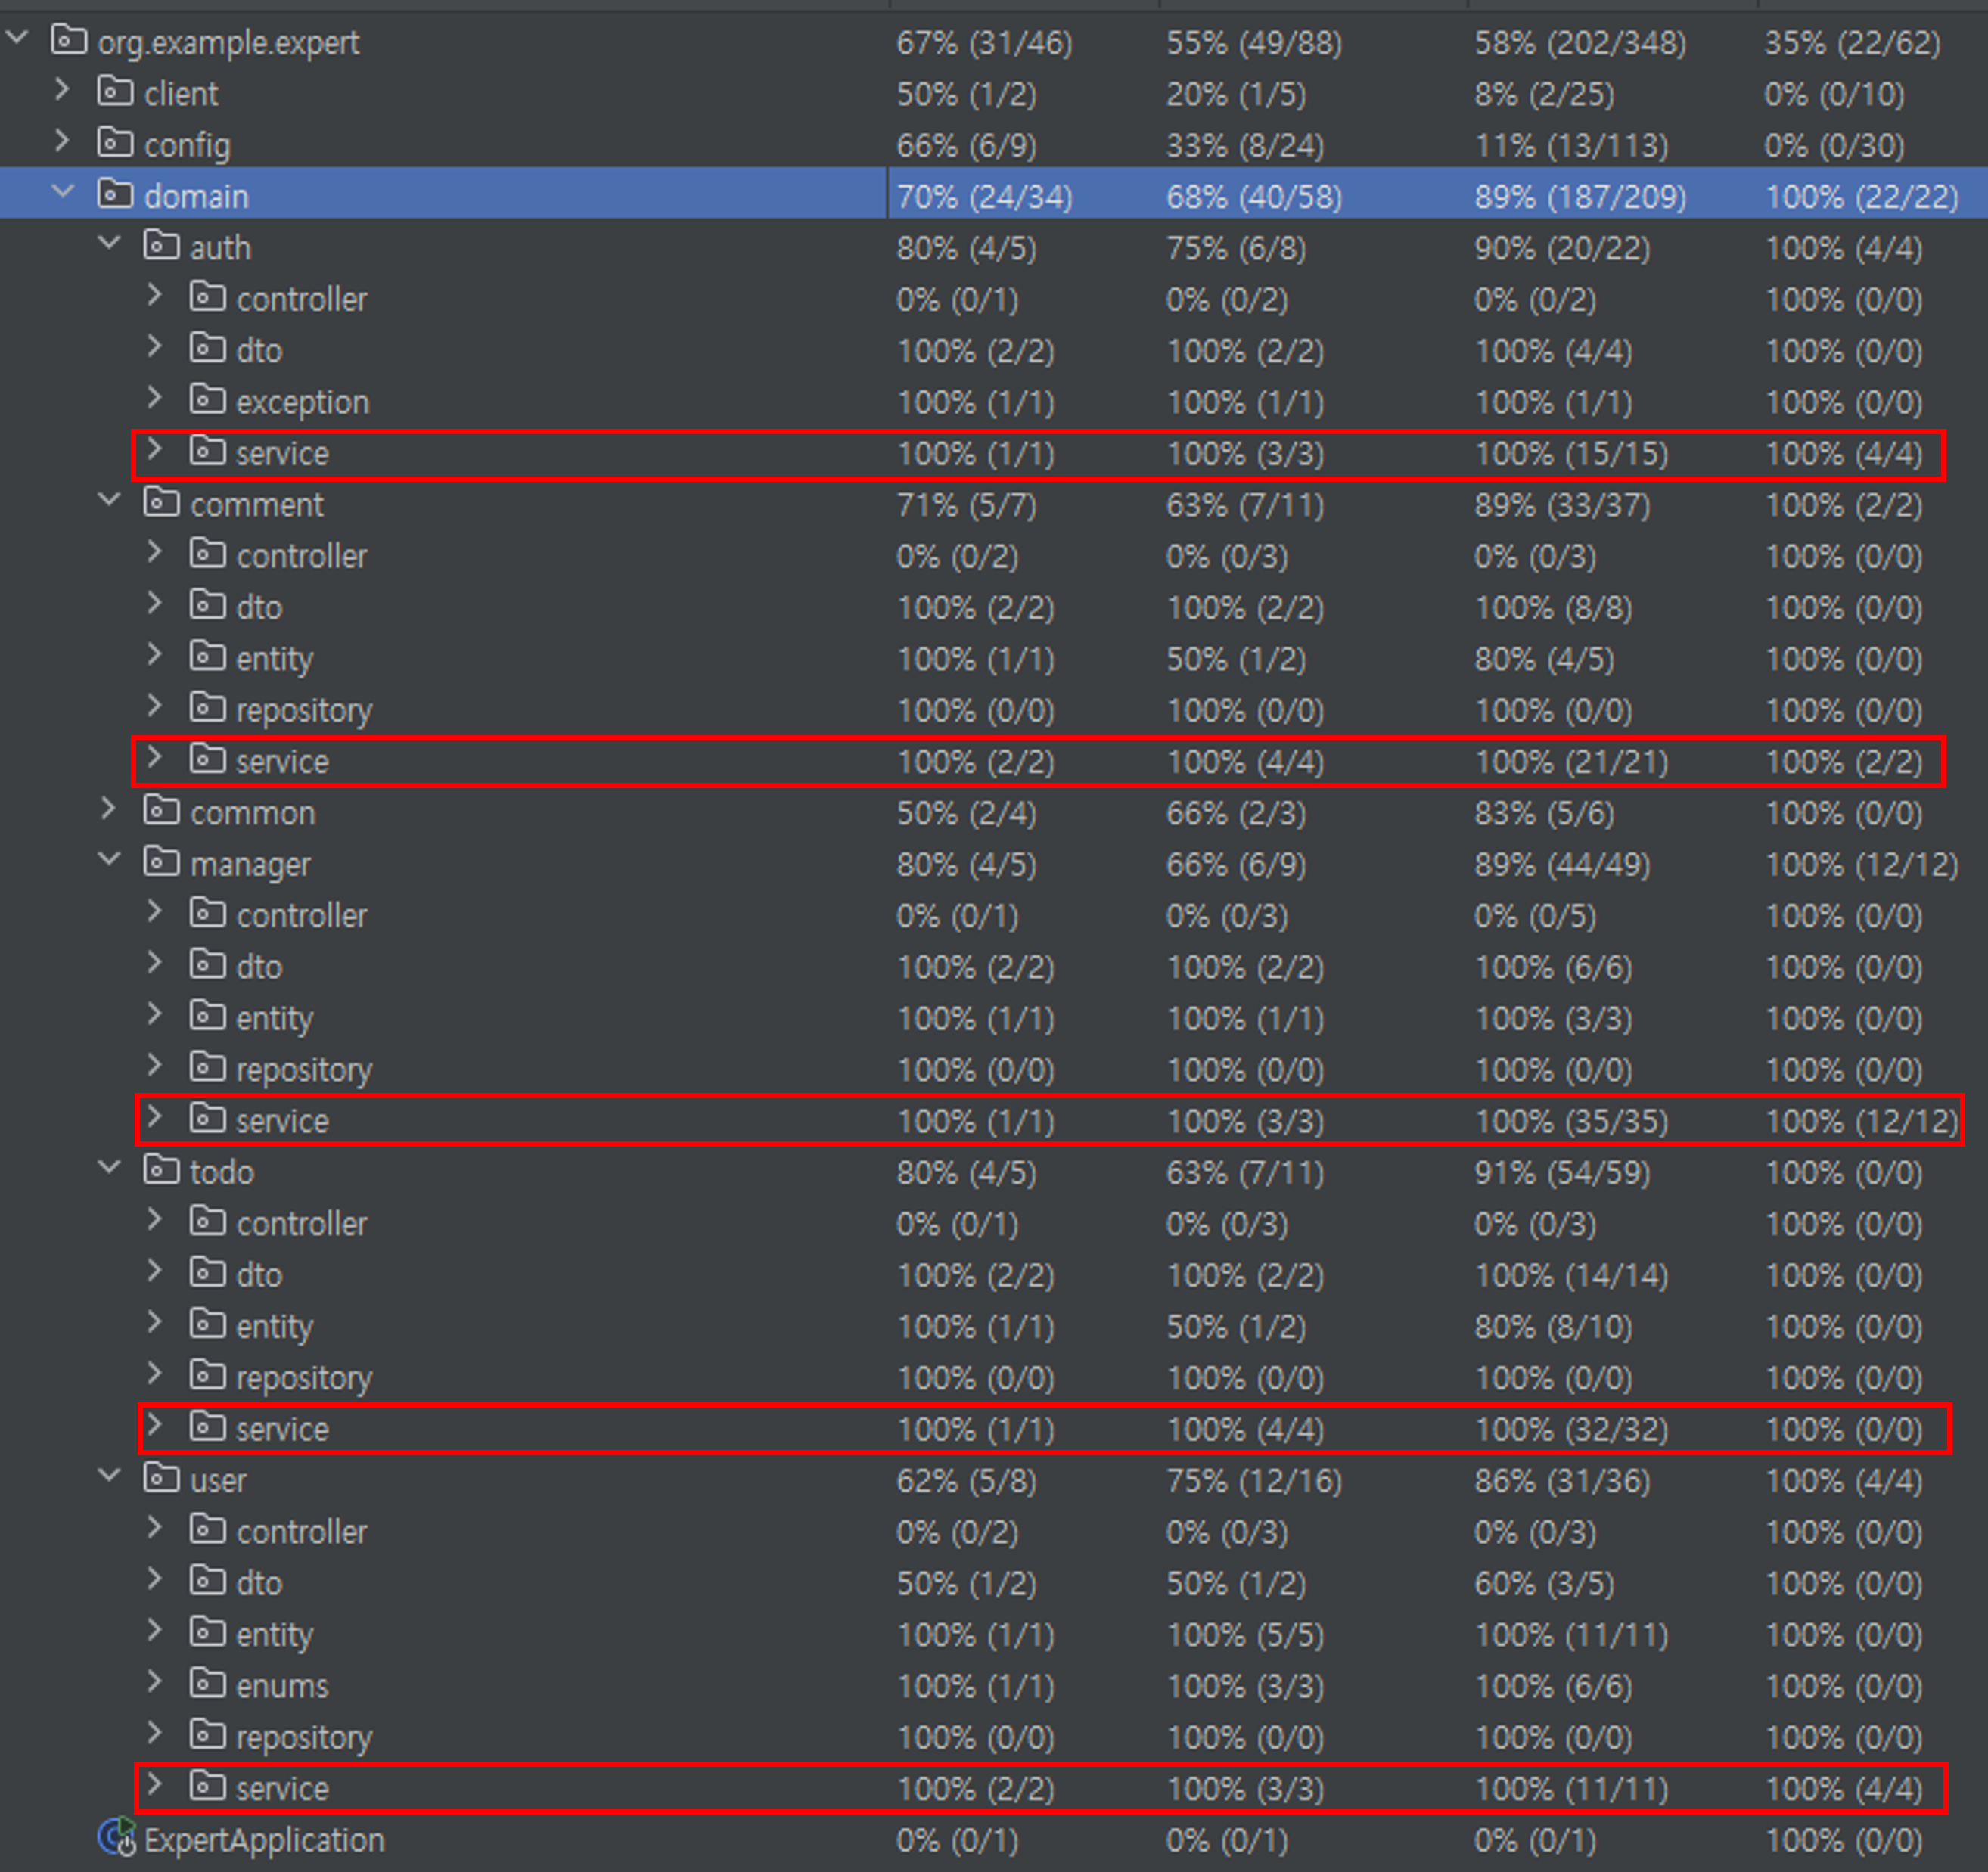 org.example.expert 67% (31/46) 55% (49/88) 58% (202/348) 35% (22/62)
client 50% (1/2) 20% (1/5) 8% (2/25) 0% (0/10)
config 66% (6/9) 33% (8/24) 11% (13/113) 0% (0/30)
domain 70% (24/34) 68% (40/58) 89% (187/209) 100% (22/22)
auth 80% (4/5) 75% (6/8) 90% (20/22) 100% (4/4)
controller 0% (0/1) 0% (0/2) 0% (0/2) 100% (0/0)
dto 100% (2/2) 100% (2/2) 100% (4/4) 100% (0/0)
exception 100% (1/1) 100% (1/1) 100% (1/1) 100% (0/0)
service 100% (1/1) 100% (3/3) 100% (15/15) 100% (4/4)
comment 71% (5/7) 63% (7/11) 89% (33/37) 100% (2/2)
controller 0% (0/2) 0% (0/3) 0% (0/3) 100% (0/0)
dto 100% (2/2) 100% (2/2) 100% (8/8) 100% (0/0)
entity 100% (1/1) 50% (1/2) 80% (4/5) 100% (0/0)
repository 100% (0/0) 100% (0/0) 100% (0/0) 100% (0/0)
service 100% (2/2) 100% (4/4) 100% (21/21) 100% (2/2)
common 50% (2/4) 66% (2/3) 83% (5/6) 100% (0/0)
manager 80% (4/5) 66% (6/9) 89% (44/49) 100% (12/12)
controller 0% (0/1) 0% (0/3) 0% (0/5) 100% (0/0)
dto 100% (2/2) 100% (2/2) 100% (6/6) 100% (0/0)
entity 100% (1/1) 100% (1/1) 100% (3/3) 100% (0/0)
repository 100% (0/0) 100% (0/0) 100% (0/0) 100% (0/0)
service 100% (1/1) 100% (3/3) 100% (35/35) 100% (12/12)
todo 80% (4/5) 63% (7/11) 91% (54/59) 100% (0/0)
controller 0% (0/1) 0% (0/3) 0% (0/3) 100% (0/0)
dto 100% (2/2) 100% (2/2) 100% (14/14) 100% (0/0)
entity 100% (1/1) 50% (1/2) 80% (8/10) 100% (0/0)
repository 100% (0/0) 100% (0/0) 100% (0/0) 100% (0/0)
service 100% (1/1) 100% (4/4) 100% (32/32) 100% (0/0)
user 62% (5/8) 75% (12/16) 86% (31/36) 100% (4/4)
controller 0% (0/2) 0% (0/3) 0% (0/3) 100% (0/0)
dto 50% (1/2) 50% (1/2) 60% (3/5) 100% (0/0)
entity 100% (1/1) 100% (5/5) 100% (11/11) 100% (0/0)
enums 100% (1/1) 100% (3/3) 100% (6/6) 100% (0/0)
repository 100% (0/0) 100% (0/0) 100% (0/0) 100% (0/0)
service 100% (2/2) 100% (3/3) 100% (11/11) 100% (4/4)
ExpertApplication 0% (0/1) 0% (0/1) 0% (0/1) 100% (0/0)